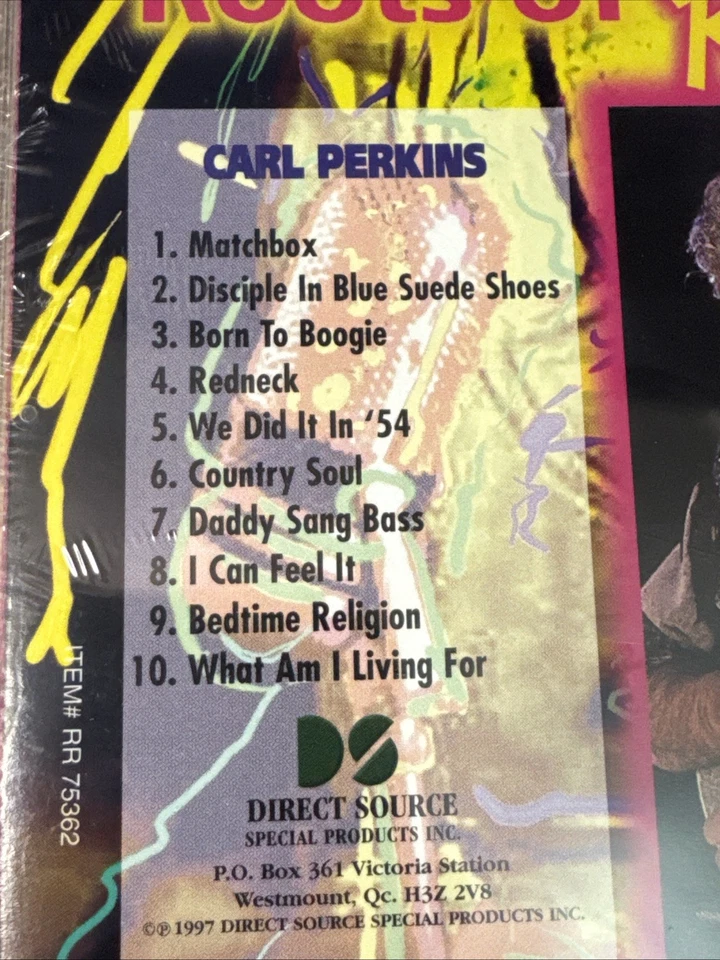 Roots of
CARL PERKINS
1. Matchbox
2. Disciple In Blue Suede Shoes
3. Born To Boogie
4. Redneck
5. We Did It In ‘54
6. Country Soul
7. Daddy Sang Bass
8. I Can Feel It
9. Bedtime Religion
10. What Am I Living For
DS
DIRECT SOURCE
SPECIAL PRODUCTS INC.
P.O. Box 361 Victoria Station
Westmount, Qc. H3Z 2V8
©℗ 1997 DIRECT SOURCE SPECIAL PRODUCTS INC.
ITEM# RR 75362